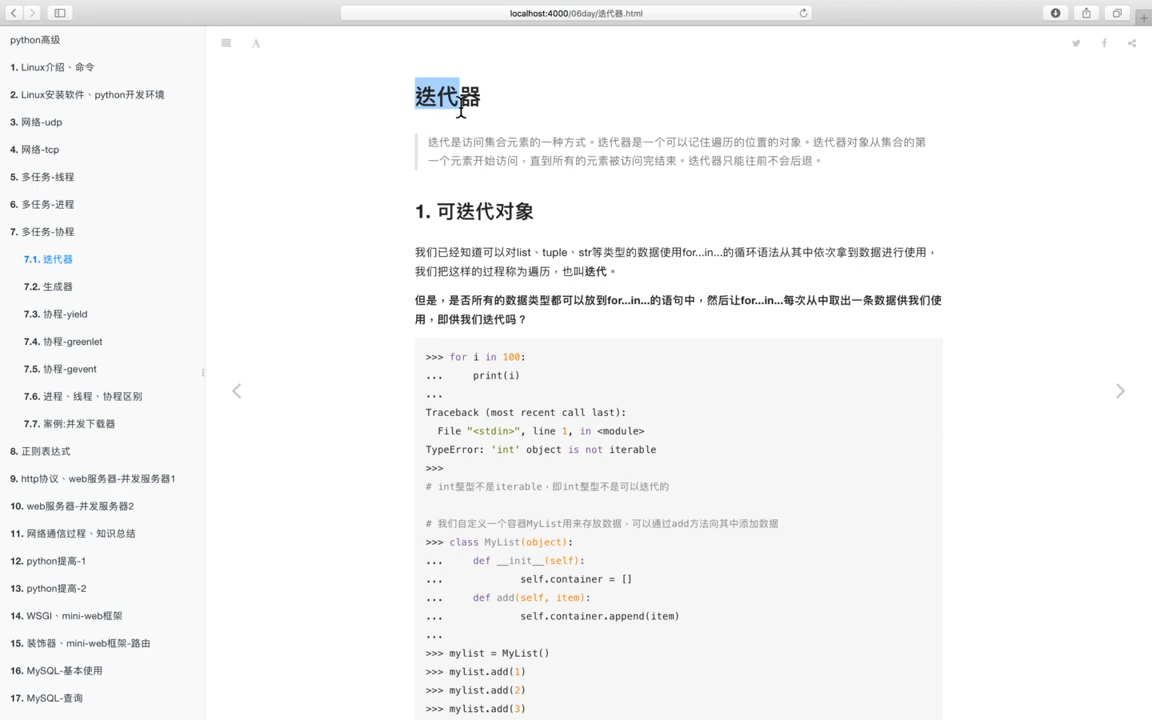 localhost:4000/06day/迭代器.html
python高级
1. Linux介绍、命令
2. Linux安装软件、python开发环境
3. 网络-udp
4. 网络-tcp
5. 多任务-线程
6. 多任务-进程
7. 多任务-协程
7.1. 迭代器
7.2. 生成器
7.3. 协程-yield
7.4. 协程-greenlet
7.5. 协程-gevent
7.6. 进程、线程、协程区别
7.7. 案例:并发下载器
8. 正则表达式
9. http协议、web服务器-并发服务器1
10. web服务器-并发服务器2
11. 网络通信过程、知识总结
12. python提高-1
13. python提高-2
14. WSGI、mini-web框架
15. 装饰器、mini-web框架-路由
16. MySQL-基本使用
17. MySQL-查询
A
迭代器
迭代是访问集合元素的一种方式。迭代器是一个可以记住遍历的位置的对象。迭代器对象从集合的第
一个元素开始访问，直到所有的元素被访问完结束。迭代器只能往前不会后退。
1. 可迭代对象
我们已经知道可以对list、tuple、str等类型的数据使用for...in...的循环语法从其中依次拿到数据进行使用，
我们把这样的过程称为遍历，也叫迭代。
但是，是否所有的数据类型都可以放到for...in...的语句中，然后让for...in...每次从中取出一条数据供我们使
用，即供我们迭代吗？
>>> for i in 100:
...     print(i)
...
Traceback (most recent call last):
  File "<stdin>", line 1, in <module>
TypeError: 'int' object is not iterable
>>>
# int整型不是iterable，即int整型不是可以迭代的
# 我们自定义一个容器MyList用来存放数据，可以通过add方法向其中添加数据
>>> class MyList(object):
...     def __init__(self):
...             self.container = []
...     def add(self, item):
...             self.container.append(item)
...
>>> mylist = MyList()
>>> mylist.add(1)
>>> mylist.add(2)
>>> mylist.add(3)